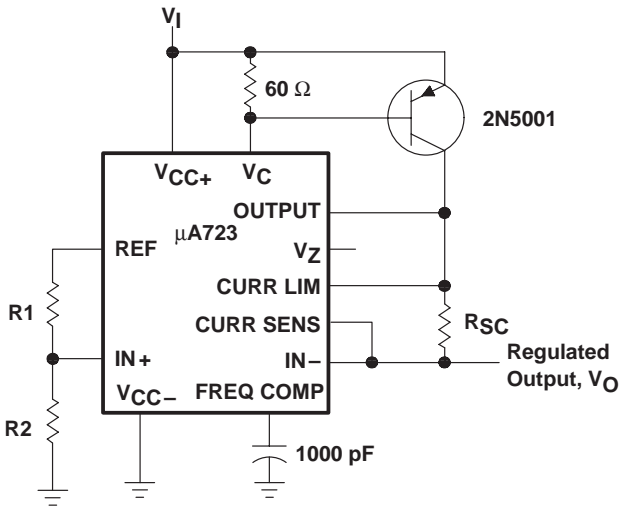 VI
60 Ω
2N5001
VCC+
VC
OUTPUT
μA723
REF
VZ
CURR LIM
R1
CURR SENS
RSC
IN+
IN−
Regulated
Output, VO
VCC−
FREQ COMP
R2
1000 pF